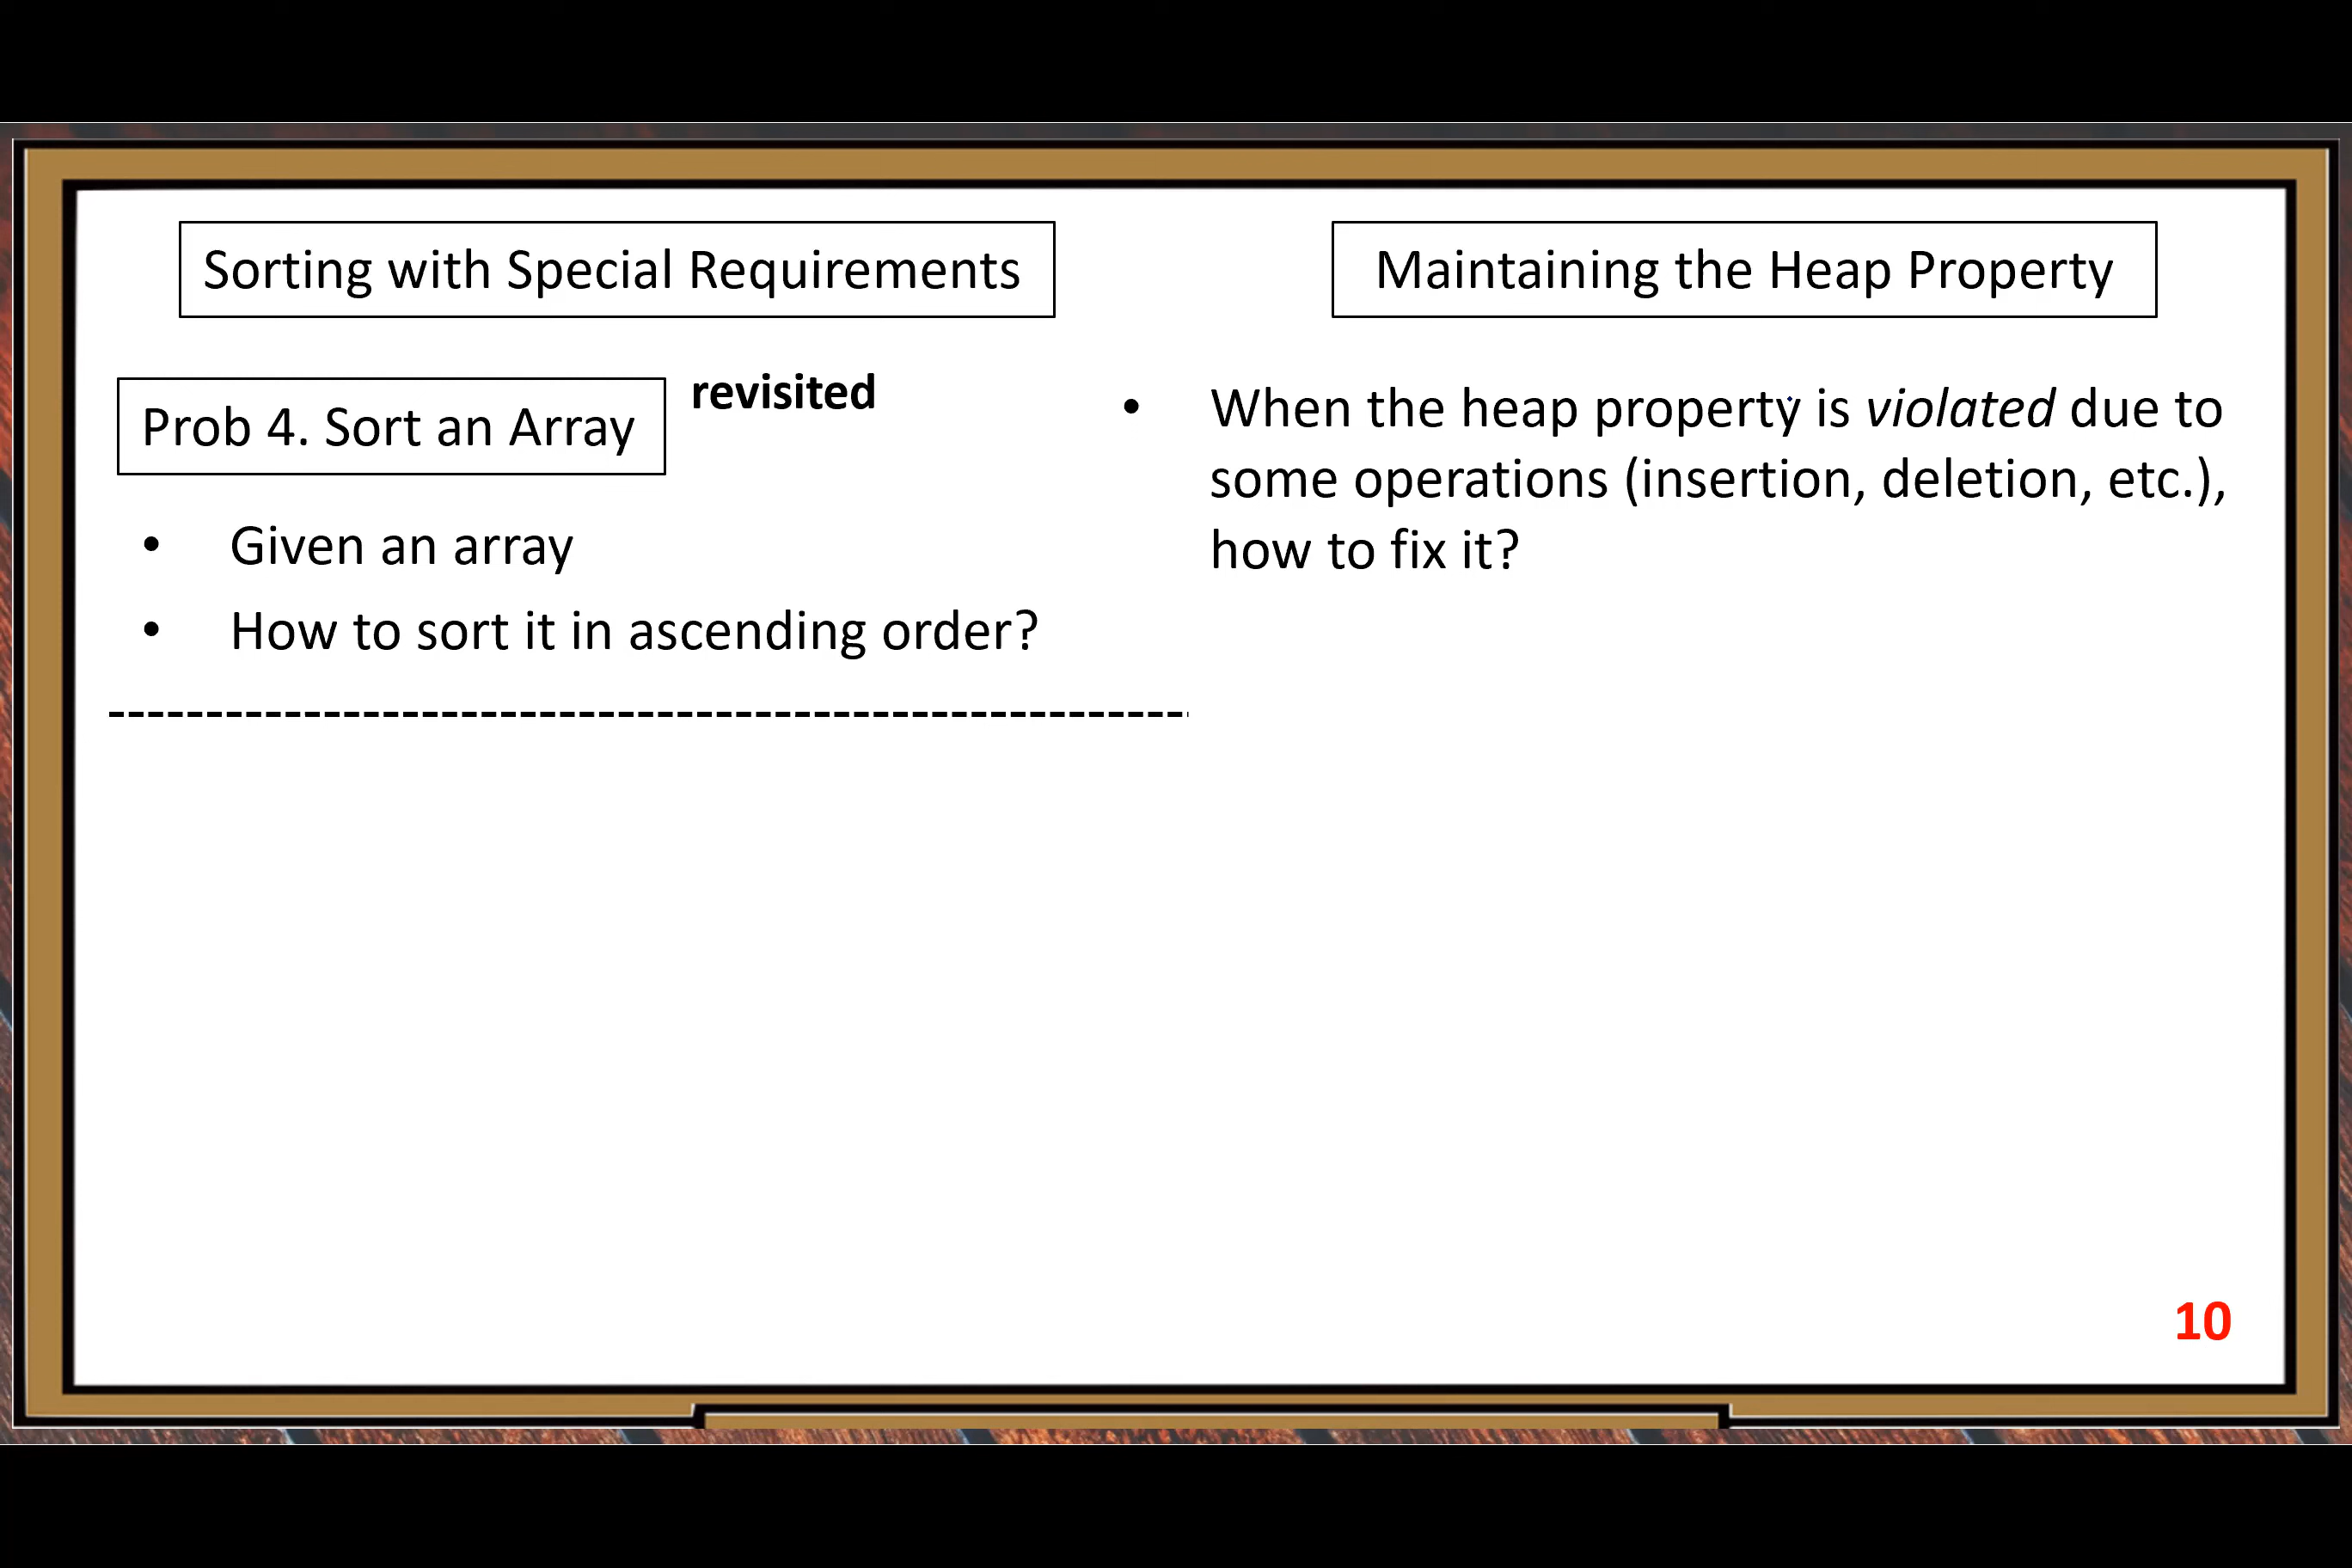 Sorting with Special Requirements
Prob 4. Sort an Array
revisited
• Given an array
• How to sort it in ascending order?
-------------------------------------------------------
Maintaining the Heap Property
• When the heap property is violated due to
some operations (insertion, deletion, etc.),
how to fix it?
10